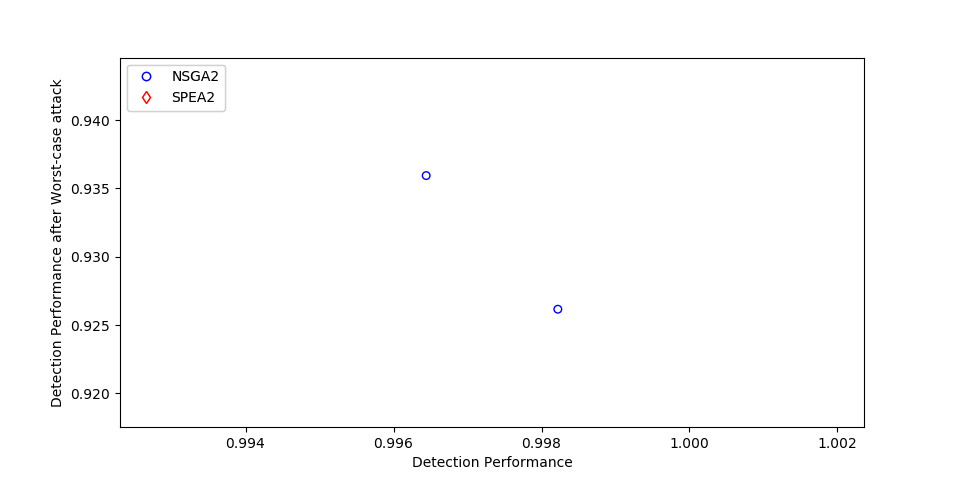 NSGA2
SPEA2
Detection Performance after Worst-case attack
0.940
0.935
0.930
0.925
0.920
0.994 0.996 0.998 1.000 1.002
Detection Performance